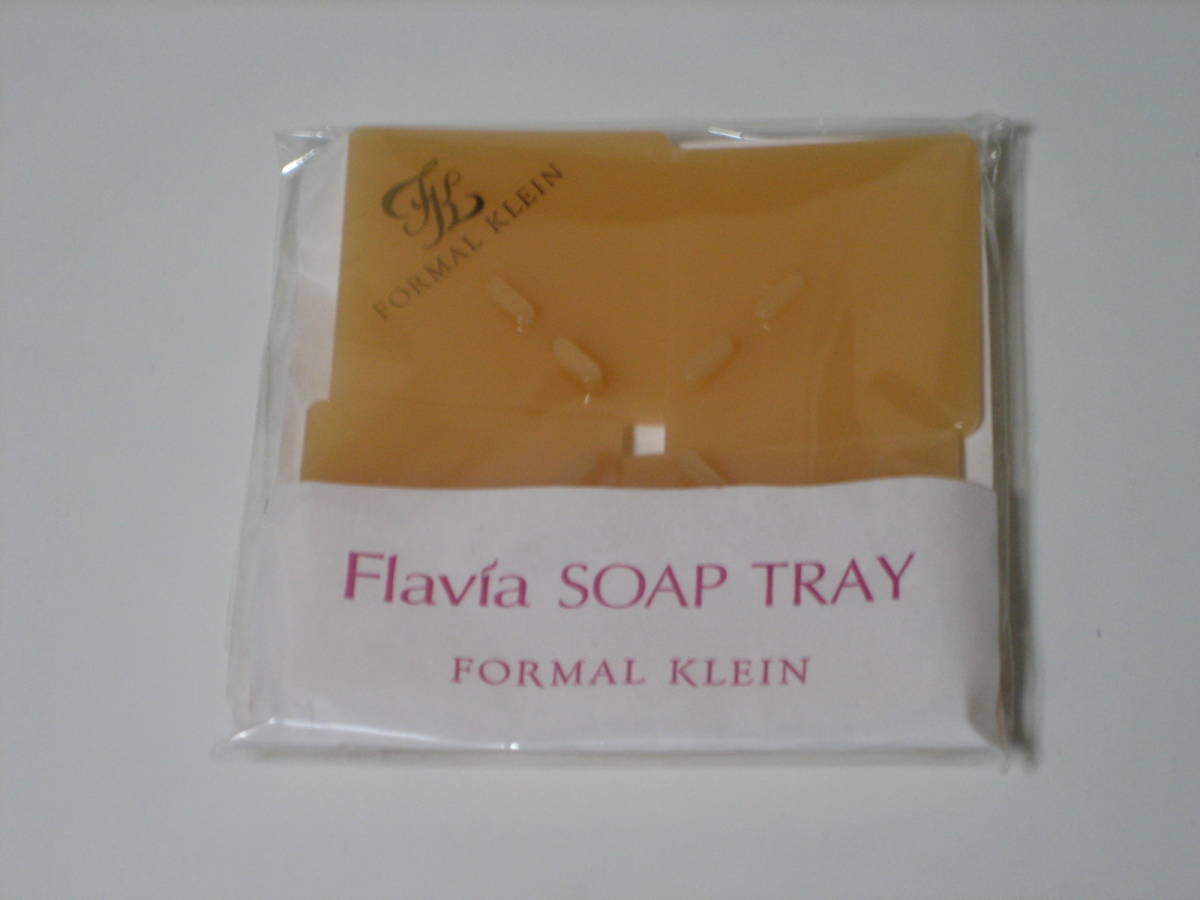 FK
FORMAL KLEIN
Flavía SOAP TRAY
FORMAL KLEIN